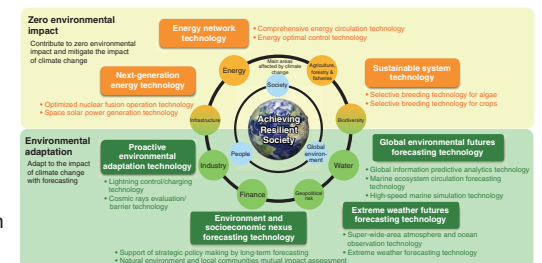 Zero environmental
impact
Contribute to zero environmental
impact and mitigate the impact
of climate change
Energy network
technology
• Comprehensive energy circulation technology
• Energy optimal control technology
Next-generation
energy technology
• Optimized nuclear fusion operation technology
• Space solar power generation technology
Sustainable system
technology
• Selective breeding technology for algae
• Selective breeding technology for crops
Main areas
affected by climate
change
Energy
Agriculture,
forestry &
fisheries
Society
Infrastructure
Biodiversity
Achieving
Resilient
Society
People
Global
environ-
ment
Industry
Water
Finance
Geopolitical
risk
Environmental
adaptation
Adapt to the impact
of climate change
with forecasting
Proactive
environmental
adaptation technology
• Lightning control/charging
technology
• Cosmic rays evaluation/
barrier technology
Global environmental futures
forecasting technology
• Global information predictive analytics technology
• Marine ecosystem circulation forecasting
technology
• High-speed marine simulation technology
Environment and
socioeconomic nexus
forecasting technology
• Support of strategic policy making by long-term forecasting
• Natural environment and local communities mutual impact assessment
Extreme weather futures
forecasting technology
• Super-wide-area atmosphere and ocean
observation technology
• Extreme weather forecasting technology